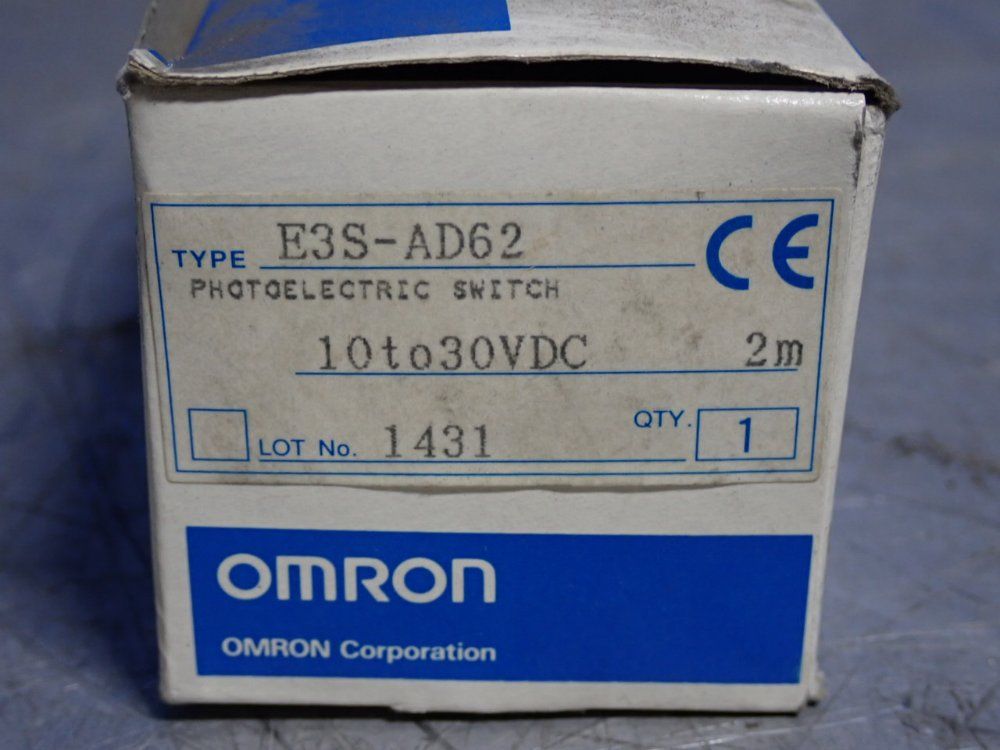 TYPE E3S-AD62 CE
PHOTOELECTRIC SWITCH
10to30VDC 2m
LOT No. 1431 QTY. 1
OMRON
OMRON Corporation